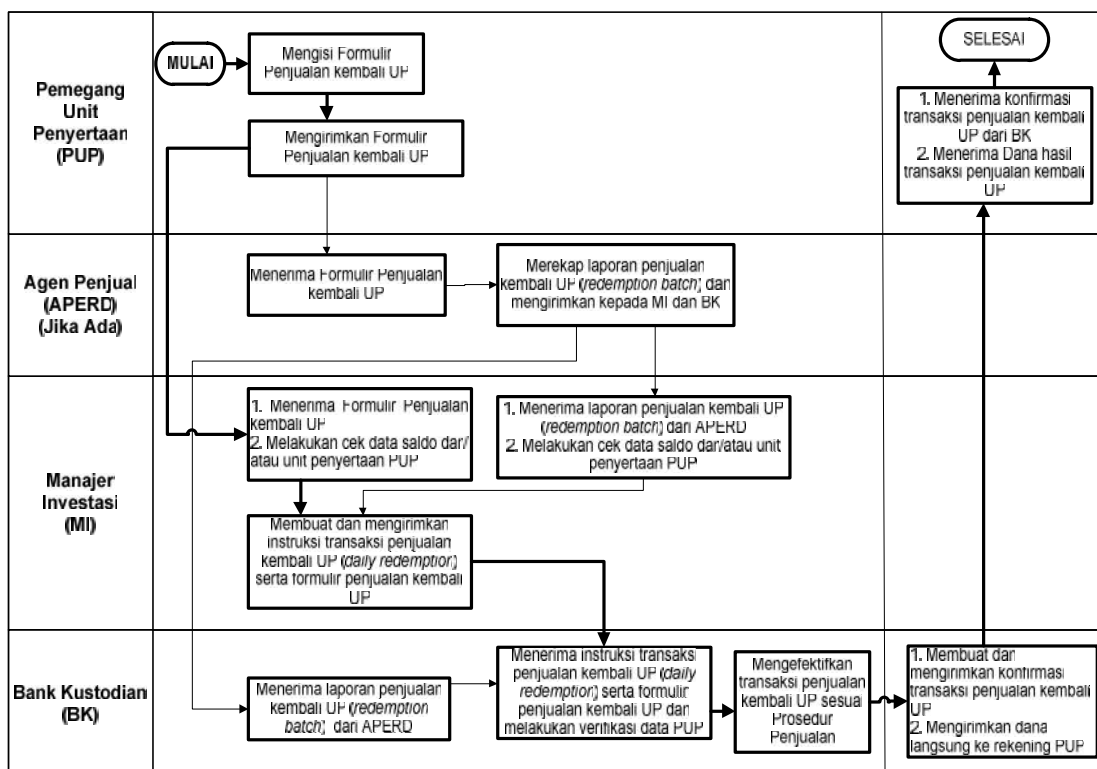 Pemegang
Unit
Penyertaan
(PUP)
MULAI
Mengisi Formulir
Penjualan kembali UP
Mengirimkan Formulir
Penjualan kembali UP
SELESAI
1. Menerima konfirmasi
transaksi penjualan kembali
UP dari BK
2. Menerima Dana hasil
transaksi penjualan kembali
UP
Agen Penjual
(APERD)
(Jika Ada)
Menerima Formulir Penjualan
kembali UP
Merekap laporan penjualan
kembali UP (redemption batch) dan
mengirimkan kepada MI dan BK
Manajer
Investasi
(MI)
1. Menerima Formulir Penjualan
kembali UP
2. Melakukan cek data saldo dan/
atau unit penyertaan PUP
1. Menerima laporan penjualan kembali UP
(redemption batch) dari APERD
2. Melakukan cek data saldo dan/atau unit
penyertaan PUP
Membuat dan mengirimkan
instruksi transaksi penjualan
kembali UP (daily redemption)
serta formulir penjualan kembali
UP
Bank Kustodian
(BK)
Menerima laporan penjualan
kembali UP (redemption
batch) dari APERD
Menerima instruksi transaksi
penjualan kembali UP (daily
redemption) serta formulir
penjualan kembali UP dan
melakukan verifikasi data PUP
Mengefektifkan
transaksi penjualan
kembali UP sesuai
Prosedur
Penjualan
1. Membuat dan
mengirimkan konfirmasi
transaksi penjualan kembali
UP
2. Mengirimkan dana
langsung ke rekening PUP